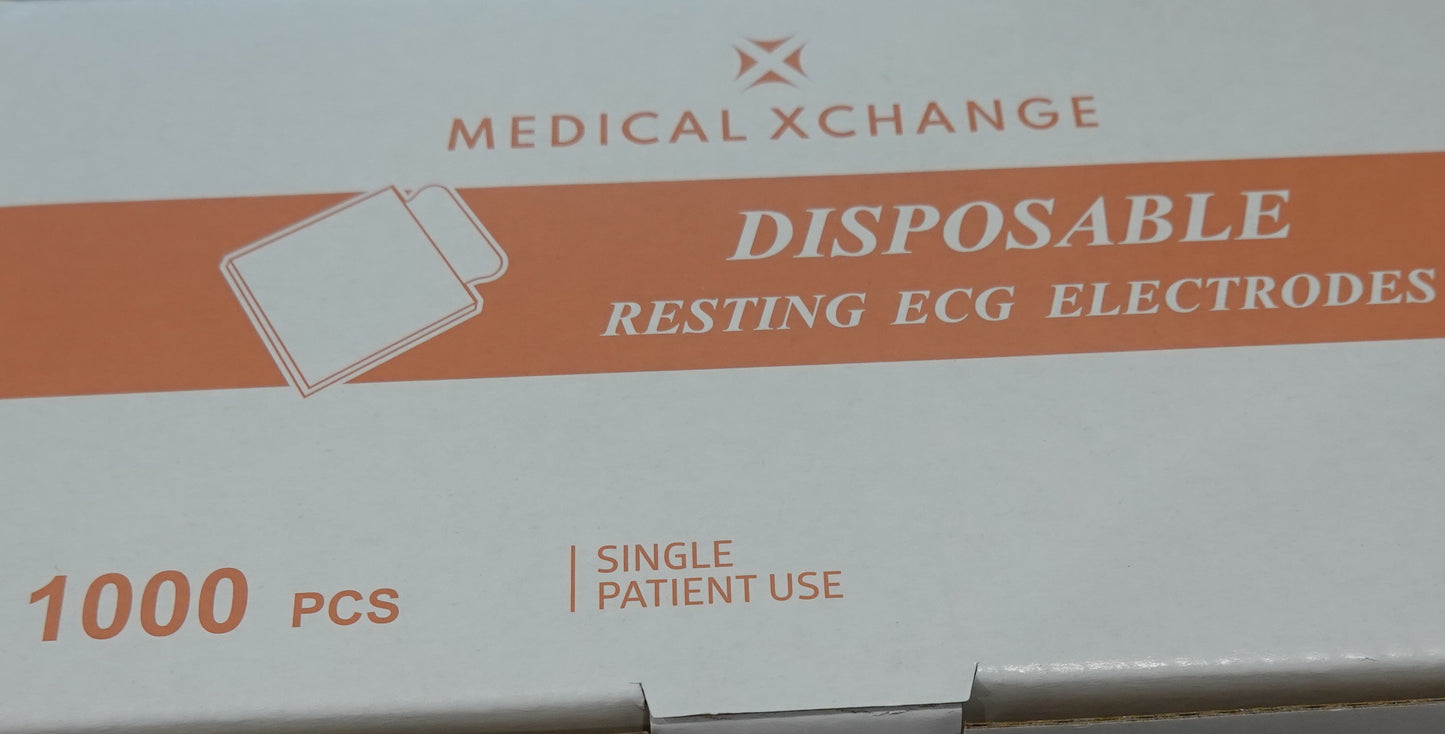 MEDICAL XCHANGE
DISPOSABLE
RESTING ECG ELECTRODES
1000 PCS
SINGLE
PATIENT USE